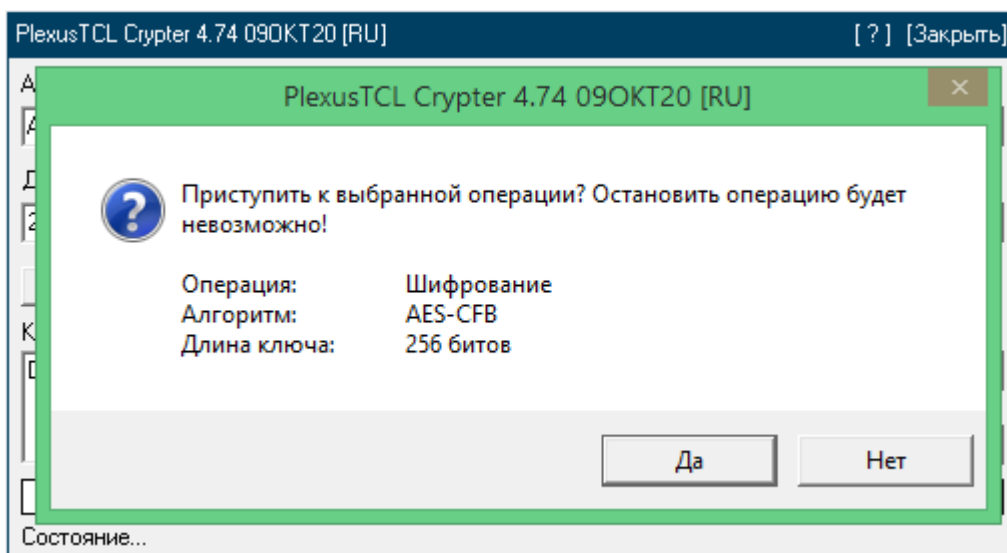 PlexusTCL Crypter 4.74 09OKT20 [RU] [ ? ] [Закрыть]
PlexusTCL Crypter 4.74 09OKT20 [RU]
Приступить к выбранной операции? Остановить операцию будет
невозможно!
Операция: Шифрование
Алгоритм: AES-CFB
Длина ключа: 256 битов
Да Нет
Состояние...